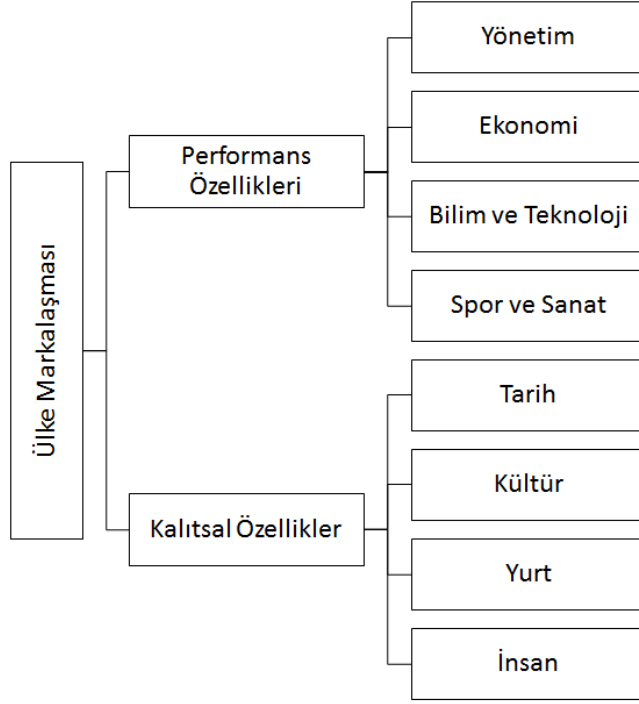 Ülke Markalaşması
Performans
Özellikleri
Yönetim
Ekonomi
Bilim ve Teknoloji
Spor ve Sanat
Kalıtsal Özellikler
Tarih
Kültür
Yurt
İnsan